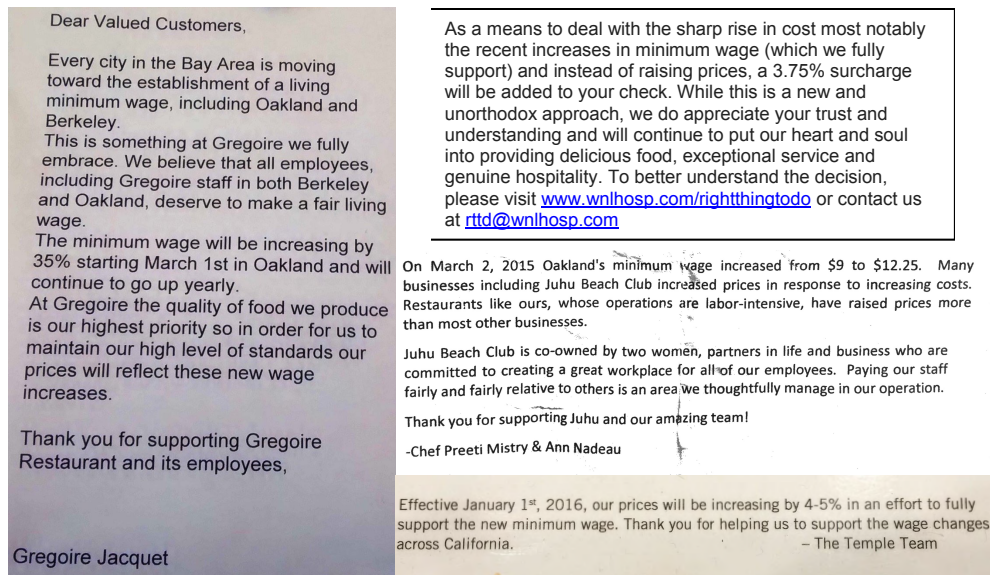 Dear Valued Customers,
Every city in the Bay Area is moving
toward the establishment of a living
minimum wage, including Oakland and
Berkeley.
This is something at Gregoire we fully
embrace. We believe that all employees,
including Gregoire staff in both Berkeley
and Oakland, deserve to make a fair living
wage.
The minimum wage will be increasing by
35% starting March 1st in Oakland and will
continue to go up yearly.
At Gregoire the quality of food we produce
is our highest priority so in order for us to
maintain our high level of standards our
prices will reflect these new wage
increases.
Thank you for supporting Gregoire
Restaurant and its employees,
Gregoire Jacquet
As a means to deal with the sharp rise in cost most notably
the recent increases in minimum wage (which we fully
support) and instead of raising prices, a 3.75% surcharge
will be added to your check. While this is a new and
unorthodox approach, we do appreciate your trust and
understanding and will continue to put our heart and soul
into providing delicious food, exceptional service and
genuine hospitality. To better understand the decision,
please visit www.wnlhosp.com/rightthingtodo or contact us
at rttd@wnlhosp.com
On March 2, 2015 Oakland's minimum wage increased from $9 to $12.25. Many
businesses including Juhu Beach Club increased prices in response to increasing costs.
Restaurants like ours, whose operations are labor-intensive, have raised prices more
than most other businesses.
Juhu Beach Club is co-owned by two women, partners in life and business who are
committed to creating a great workplace for all of our employees. Paying our staff
fairly and fairly relative to others is an area we thoughtfully manage in our operation.
Thank you for supporting Juhu and our amazing team!
-Chef Preeti Mistry & Ann Nadeau
Effective January 1st, 2016, our prices will be increasing by 4-5% in an effort to fully
support the new minimum wage. Thank you for helping us to support the wage changes
across California. – The Temple Team